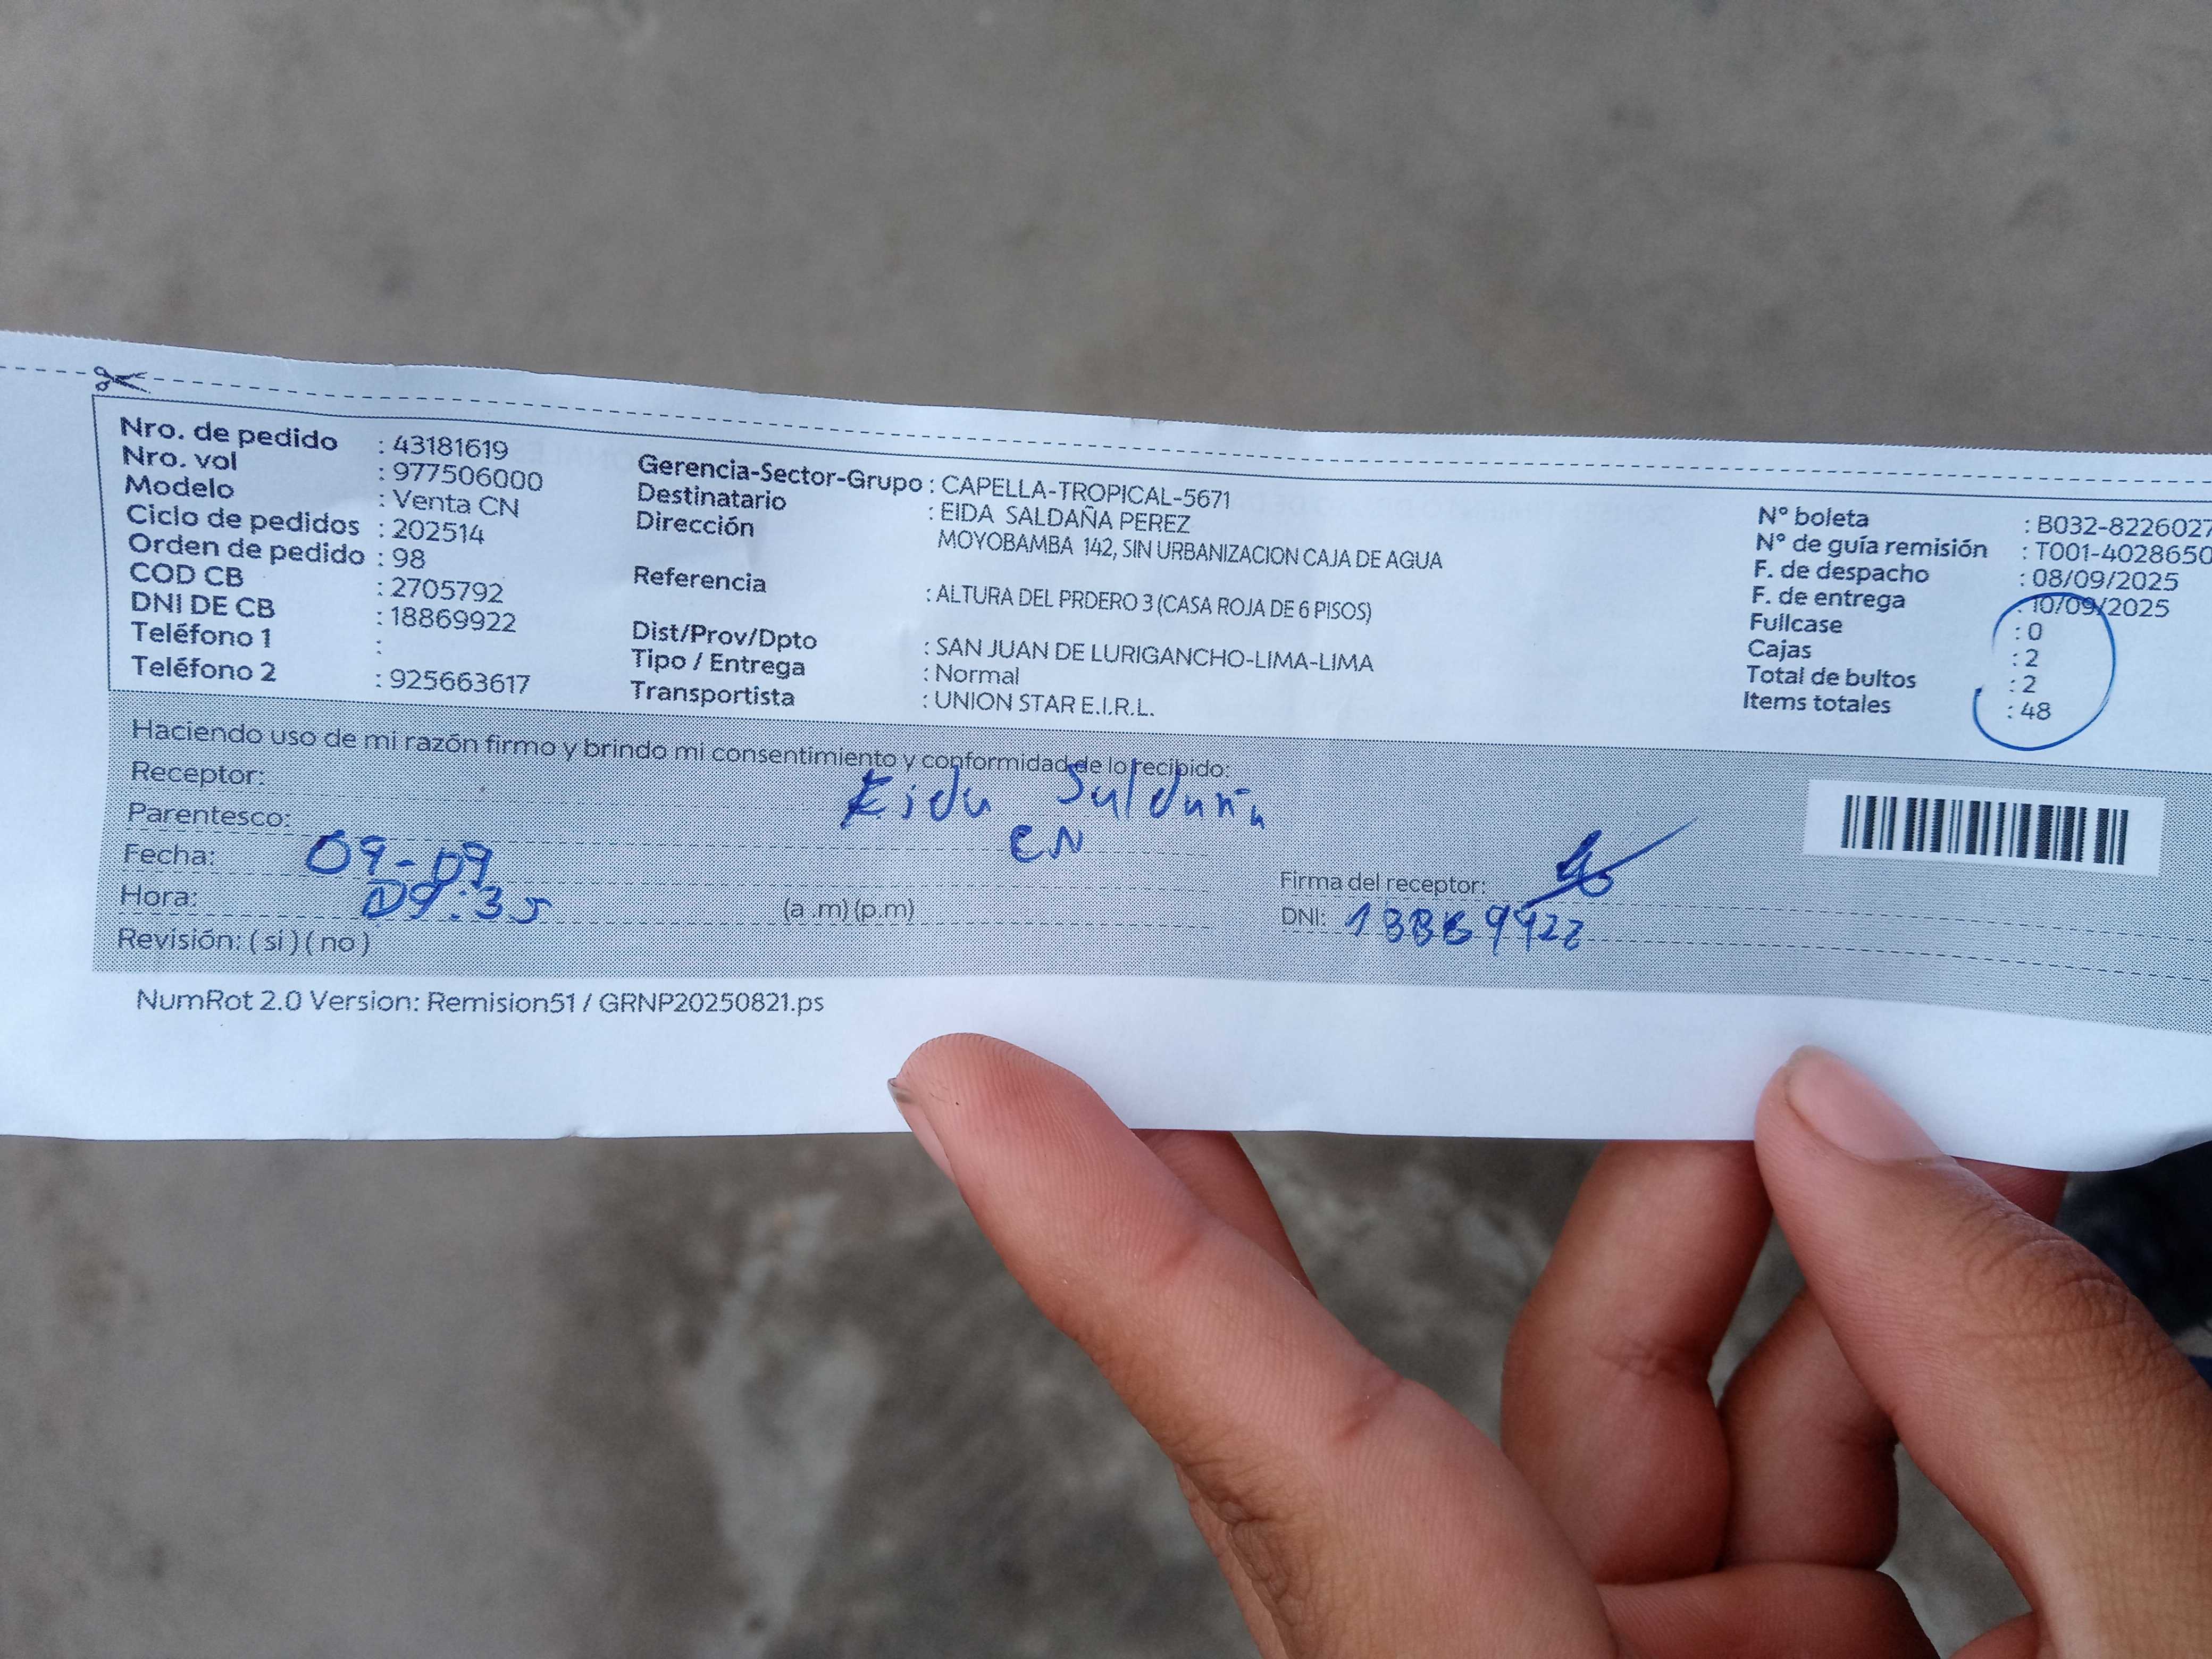 Nro. de pedido : 43181619
Nro. vol : 977506000
Modelo : Venta CN
Ciclo de pedidos : 202514
Orden de pedido : 98
COD CB : 2705792
DNI DE CB : 18869922
Teléfono 1 :
Teléfono 2 : 925663617
Gerencia-Sector-Grupo : CAPELLA-TROPICAL-5671
Destinatario : EIDA SALDAÑA PEREZ
Dirección MOYOBAMBA 142, SIN URBANIZACION CAJA DE AGUA
Referencia : ALTURA DEL PRDERO 3 (CASA ROJA DE 6 PISOS)
Dist/Prov/Dpto : SAN JUAN DE LURIGANCHO-LIMA-LIMA
Tipo / Entrega : Normal
Transportista : UNION STAR E.I.R.L.
N° boleta : B032-8226027
N° de guía remisión : T001-4028650
F. de despacho : 08/09/2025
F. de entrega : 10/09/2025
Fullcase : 0
Cajas : 2
Total de bultos : 2
Items totales : 48
Haciendo uso de mi razón firmo y brindo mi consentimiento y conformidad de lo recibido:
Receptor: Eida Saldaña
Parentesco: CN
Fecha: 09-09
Hora: 09:35 (a .m) (p.m)
Revisión: ( si ) ( no )
Firma del receptor:
DNI: 18869922
NumRot 2.0 Version: Remision51 / GRNP20250821.ps